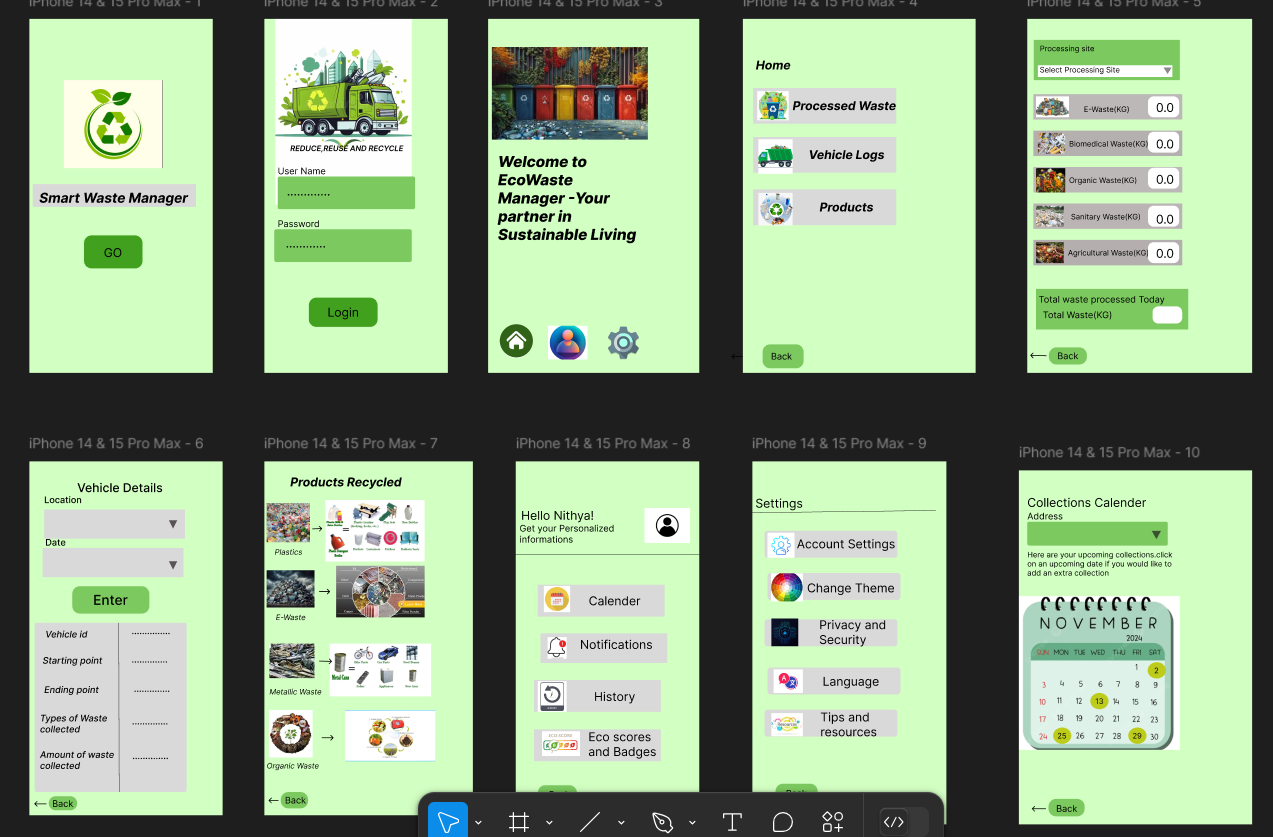 iPhone 14 & 15 Pro Max - 1
Smart Waste Manager
GO
iPhone 14 & 15 Pro Max - 2
REDUCE,REUSE AND RECYCLE
User Name
.............
Password
............
Login
iPhone 14 & 15 Pro Max - 3
Welcome to
EcoWaste
Manager -Your
partner in
Sustainable Living
iPhone 14 & 15 Pro Max - 4
Home
Processed Waste
Vehicle Logs
Products
Back
iPhone 14 & 15 Pro Max - 5
Processing site
Select Processing Site
E-Waste(KG)
0.0
Biomedical Waste(KG)
0.0
Organic Waste(KG)
0.0
Sanitary Waste(KG)
0.0
Agricultural Waste(KG)
0.0
Total waste processed Today
Total Waste(KG)
Back
iPhone 14 & 15 Pro Max - 6
Vehicle Details
Location
Date
Enter
Vehicle id ..............
Starting point .............
Ending point .............
Types of Waste
collected .............
Amount of waste
collected .............
Back
iPhone 14 & 15 Pro Max - 7
Products Recycled
Plastics
E-Waste
Metallic Waste
Organic Waste
Back
iPhone 14 & 15 Pro Max - 8
Hello Nithya!
Get your Personalized
informations
Calender
Notifications
History
ECO SCORE
Eco scores
and Badges
iPhone 14 & 15 Pro Max - 9
Settings
Account Settings
Change Theme
Privacy and
Security
Language
Tips and
resources
Back
iPhone 14 & 15 Pro Max - 10
Collections Calender
Address
Here are your upcoming collections.click
on an upcoming date if you would like to
add an extra collection
NOVEMBER
2024
SUN MON TUE WED THU FRI SAT
1 2
3 4 5 6 7 8 9
10 11 12 13 14 15 16
17 18 19 20 21 22 23
24 25 26 27 28 29 30
Back